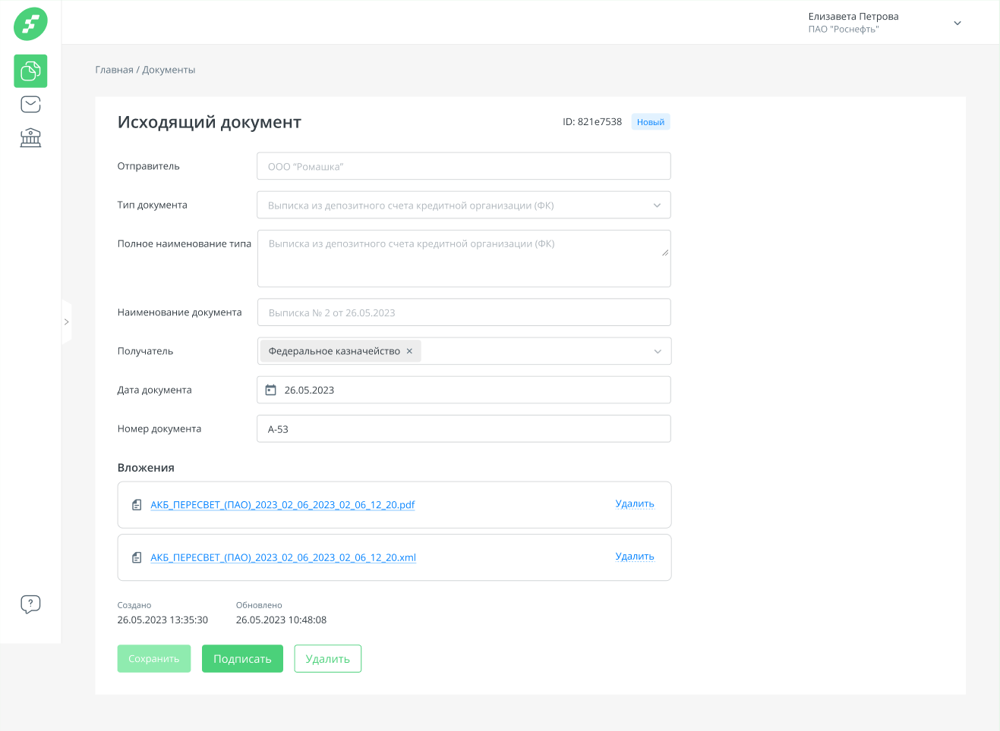 Елизавета Петрова
ПАО "Роснефть"
Главная / Документы
Исходящий документ
ID: 821e7538
Новый
Отправитель
ООО "Ромашка"
Тип документа
Выписка из депозитного счета кредитной организации (ФК)
Полное наименование типа
Выписка из депозитного счета кредитной организации (ФК)
Наименование документа
Выписка № 2 от 26.05.2023
Получатель
Федеральное казначейство ×
Дата документа
26.05.2023
Номер документа
А-53
Вложения
АКБ_ПЕРЕСВЕТ_(ПАО)_2023_02_06_2023_02_06_12_20.pdf
Удалить
АКБ_ПЕРЕСВЕТ_(ПАО)_2023_02_06_2023_02_06_12_20.xml
Удалить
Создано
26.05.2023 13:35:30
Обновлено
26.05.2023 10:48:08
Сохранить
Подписать
Удалить